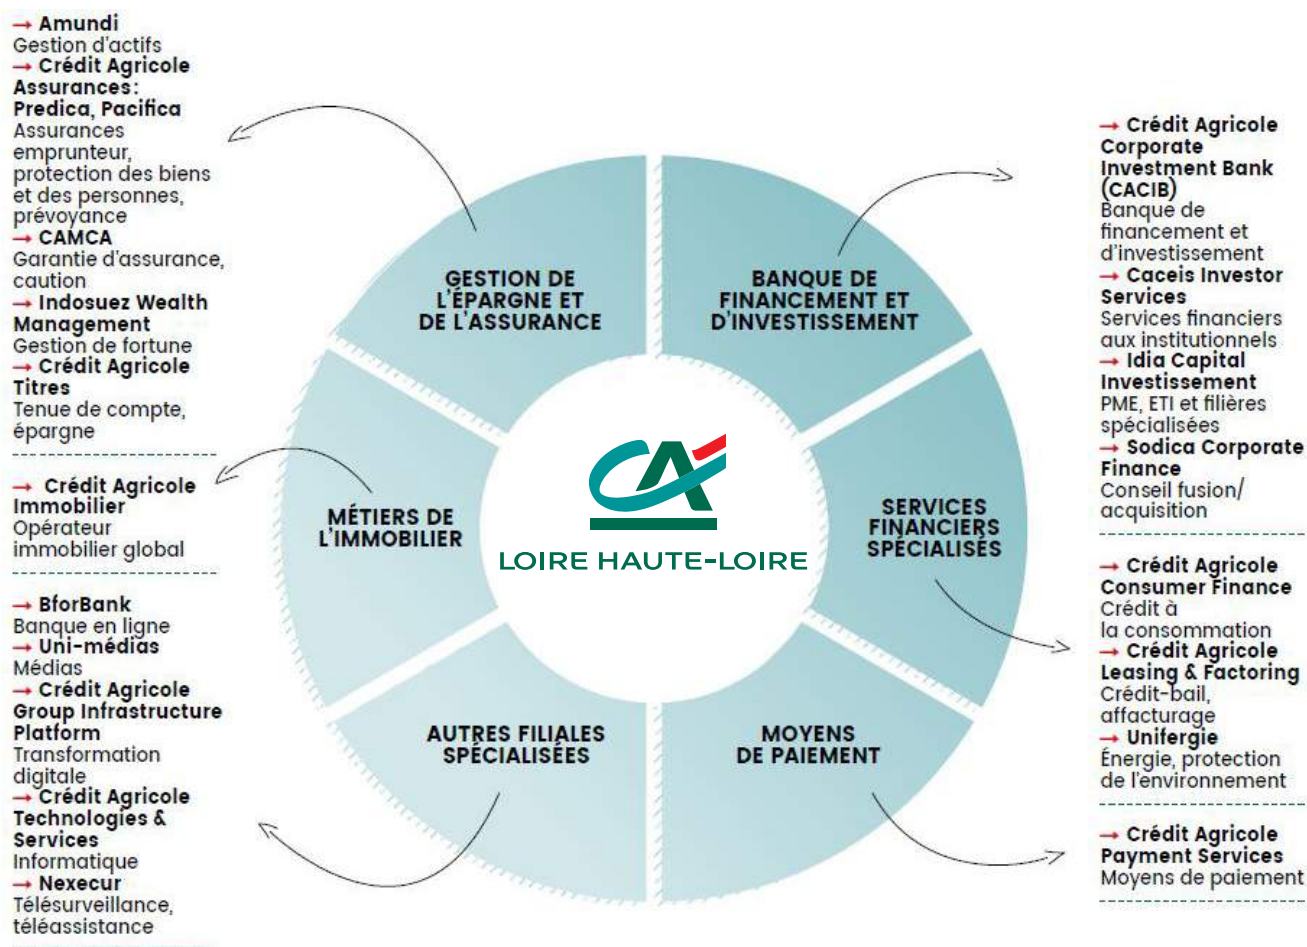 → Amundi
Gestion d'actifs
→ Crédit Agricole
Assurances:
Predica, Pacifica
Assurances
emprunteur,
protection des biens
et des personnes,
prévoyance
→ CAMCA
Garantie d'assurance,
caution
→ Indosuez Wealth
Management
Gestion de fortune
→ Crédit Agricole
Titres
Tenue de compte,
épargne
→ Crédit Agricole
Immobilier
Opérateur
immobilier global
→ BforBank
Banque en ligne
→ Uni-médias
Médias
→ Crédit Agricole
Group Infrastructure
Platform
Transformation
digitale
→ Crédit Agricole
Technologies &
Services
Informatique
→ Nexecur
Télésurveillance,
téléassistance
GESTION DE
L'ÉPARGNE ET
DE L'ASSURANCE
BANQUE DE
FINANCEMENT ET
D'INVESTISSEMENT
MÉTIERS DE
L'IMMOBILIER
CA
LOIRE HAUTE-LOIRE
SERVICES
FINANCIERS
SPÉCIALISÉS
AUTRES FILIALES
SPÉCIALISÉES
MOYENS
DE PAIEMENT
→ Crédit Agricole
Corporate
Investment Bank
(CACIB)
Banque de
financement et
d'investissement
→ Caceis Investor
Services
Services financiers
aux institutionnels
→ Idia Capital
Investissement
PME, ETI et filières
spécialisées
→ Sodica Corporate
Finance
Conseil fusion/
acquisition
→ Crédit Agricole
Consumer Finance
Crédit à
la consommation
→ Crédit Agricole
Leasing & Factoring
Crédit-bail,
affacturage
→ Unifergie
Énergie, protection
de l'environnement
→ Crédit Agricole
Payment Services
Moyens de paiement